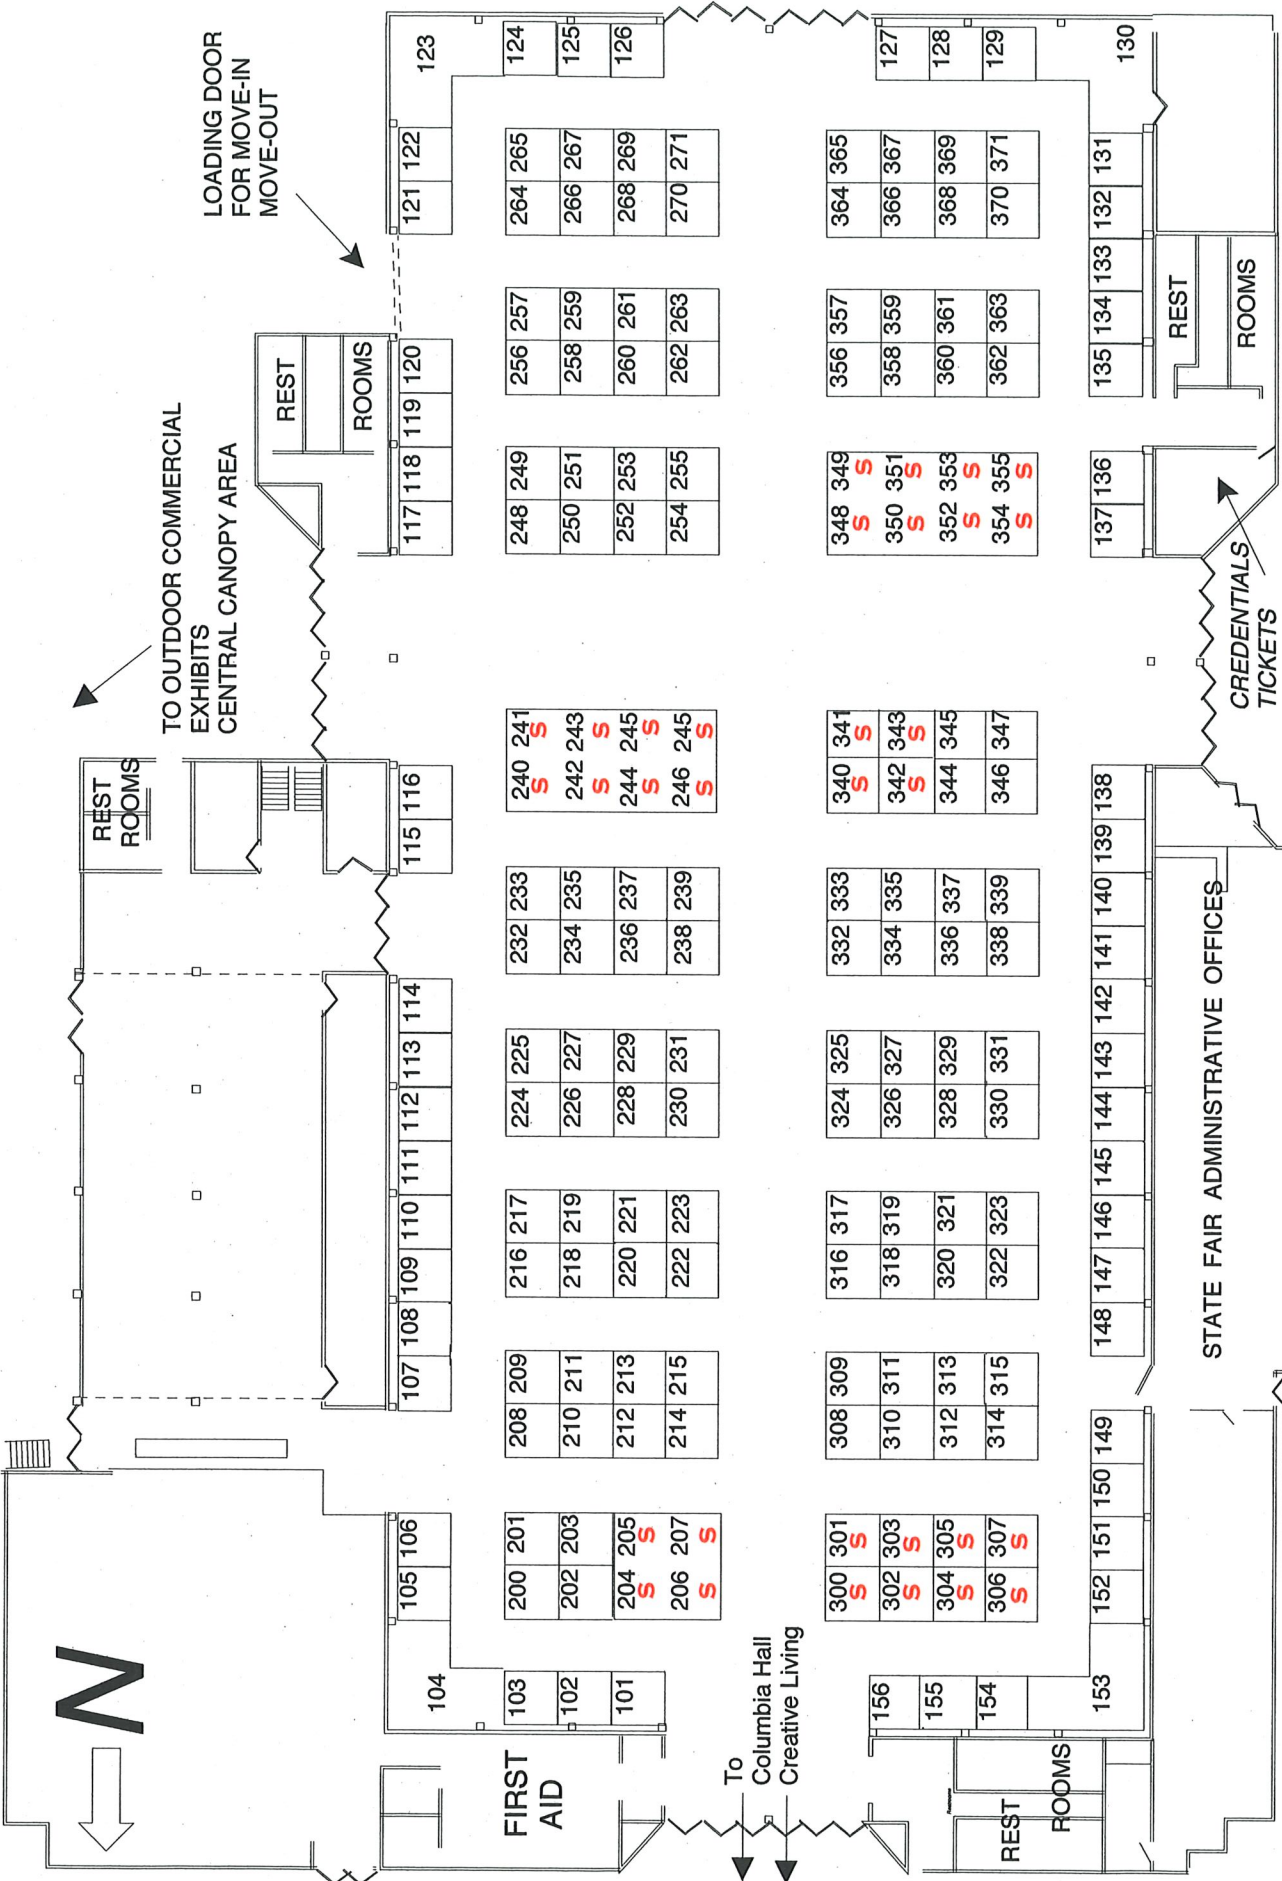 N
REST
ROOMS
TO OUTDOOR COMMERCIAL
EXHIBITS
CENTRAL CANOPY AREA
LOADING DOOR
FOR MOVE-IN
MOVE-OUT
REST
ROOMS
104 105 106 107 108 109 110 111 112 113 114 115 116 117 118 119 120 121 122 123
FIRST
AID
103 200 201 208 209 216 217 224 225 232 233 240 241 248 249 256 257 264 265 124
S S
102 202 203 210 211 218 219 226 227 234 235 242 243 250 251 258 259 266 267 125
S S
101 204 205 212 213 220 221 228 229 236 237 244 245 252 253 260 261 268 269 126
S S S S
206 207 214 215 222 223 230 231 238 239 246 245 254 255 262 263 270 271
S S S S
To
Columbia Hall
Creative Living
300 301 308 309 316 317 324 325 332 333 340 341 348 349 356 357 364 365
S S S S S S
156 302 303 310 311 318 319 326 327 334 335 342 343 350 351 358 359 366 367 127
S S S S S S
155 304 305 312 313 320 321 328 329 336 337 344 345 352 353 360 361 368 369 128
S S S S
154 306 307 314 315 322 323 330 331 338 339 346 347 354 355 362 363 370 371 129
S S S S
REST
ROOMS
153 152 151 150 149 148 147 146 145 144 143 142 141 140 139 138 137 136 135 134 133 132 131 130
STATE FAIR ADMINISTRATIVE OFFICES
REST
ROOMS
CREDENTIALS
TICKETS